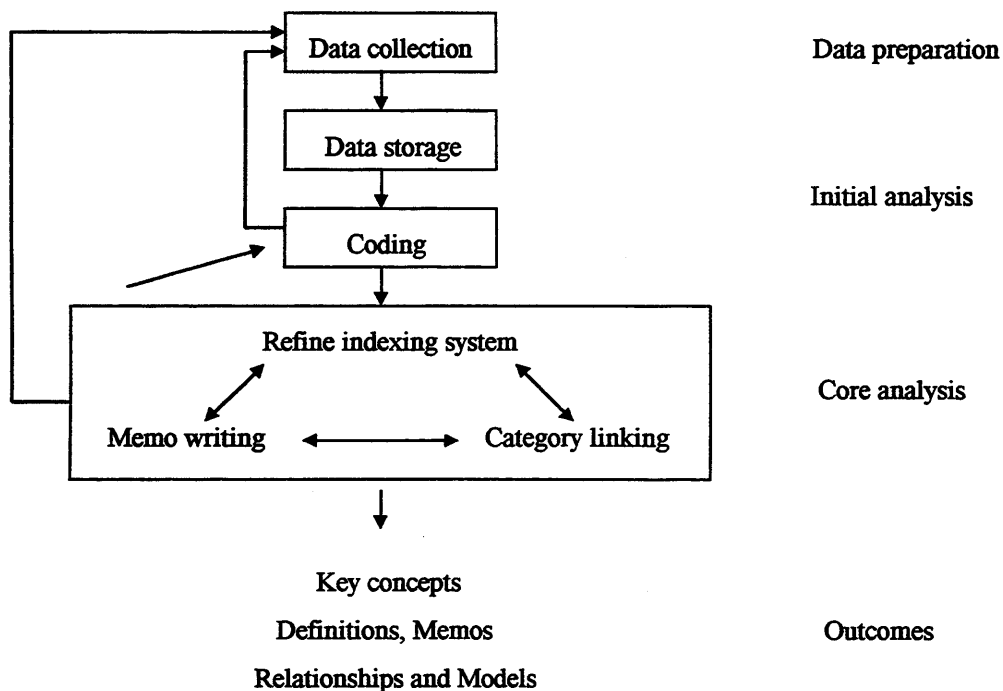 Data collection
Data preparation
Data storage
Initial analysis
Coding
Refine indexing system
Core analysis
Memo writing
Category linking
Key concepts
Definitions, Memos
Outcomes
Relationships and Models